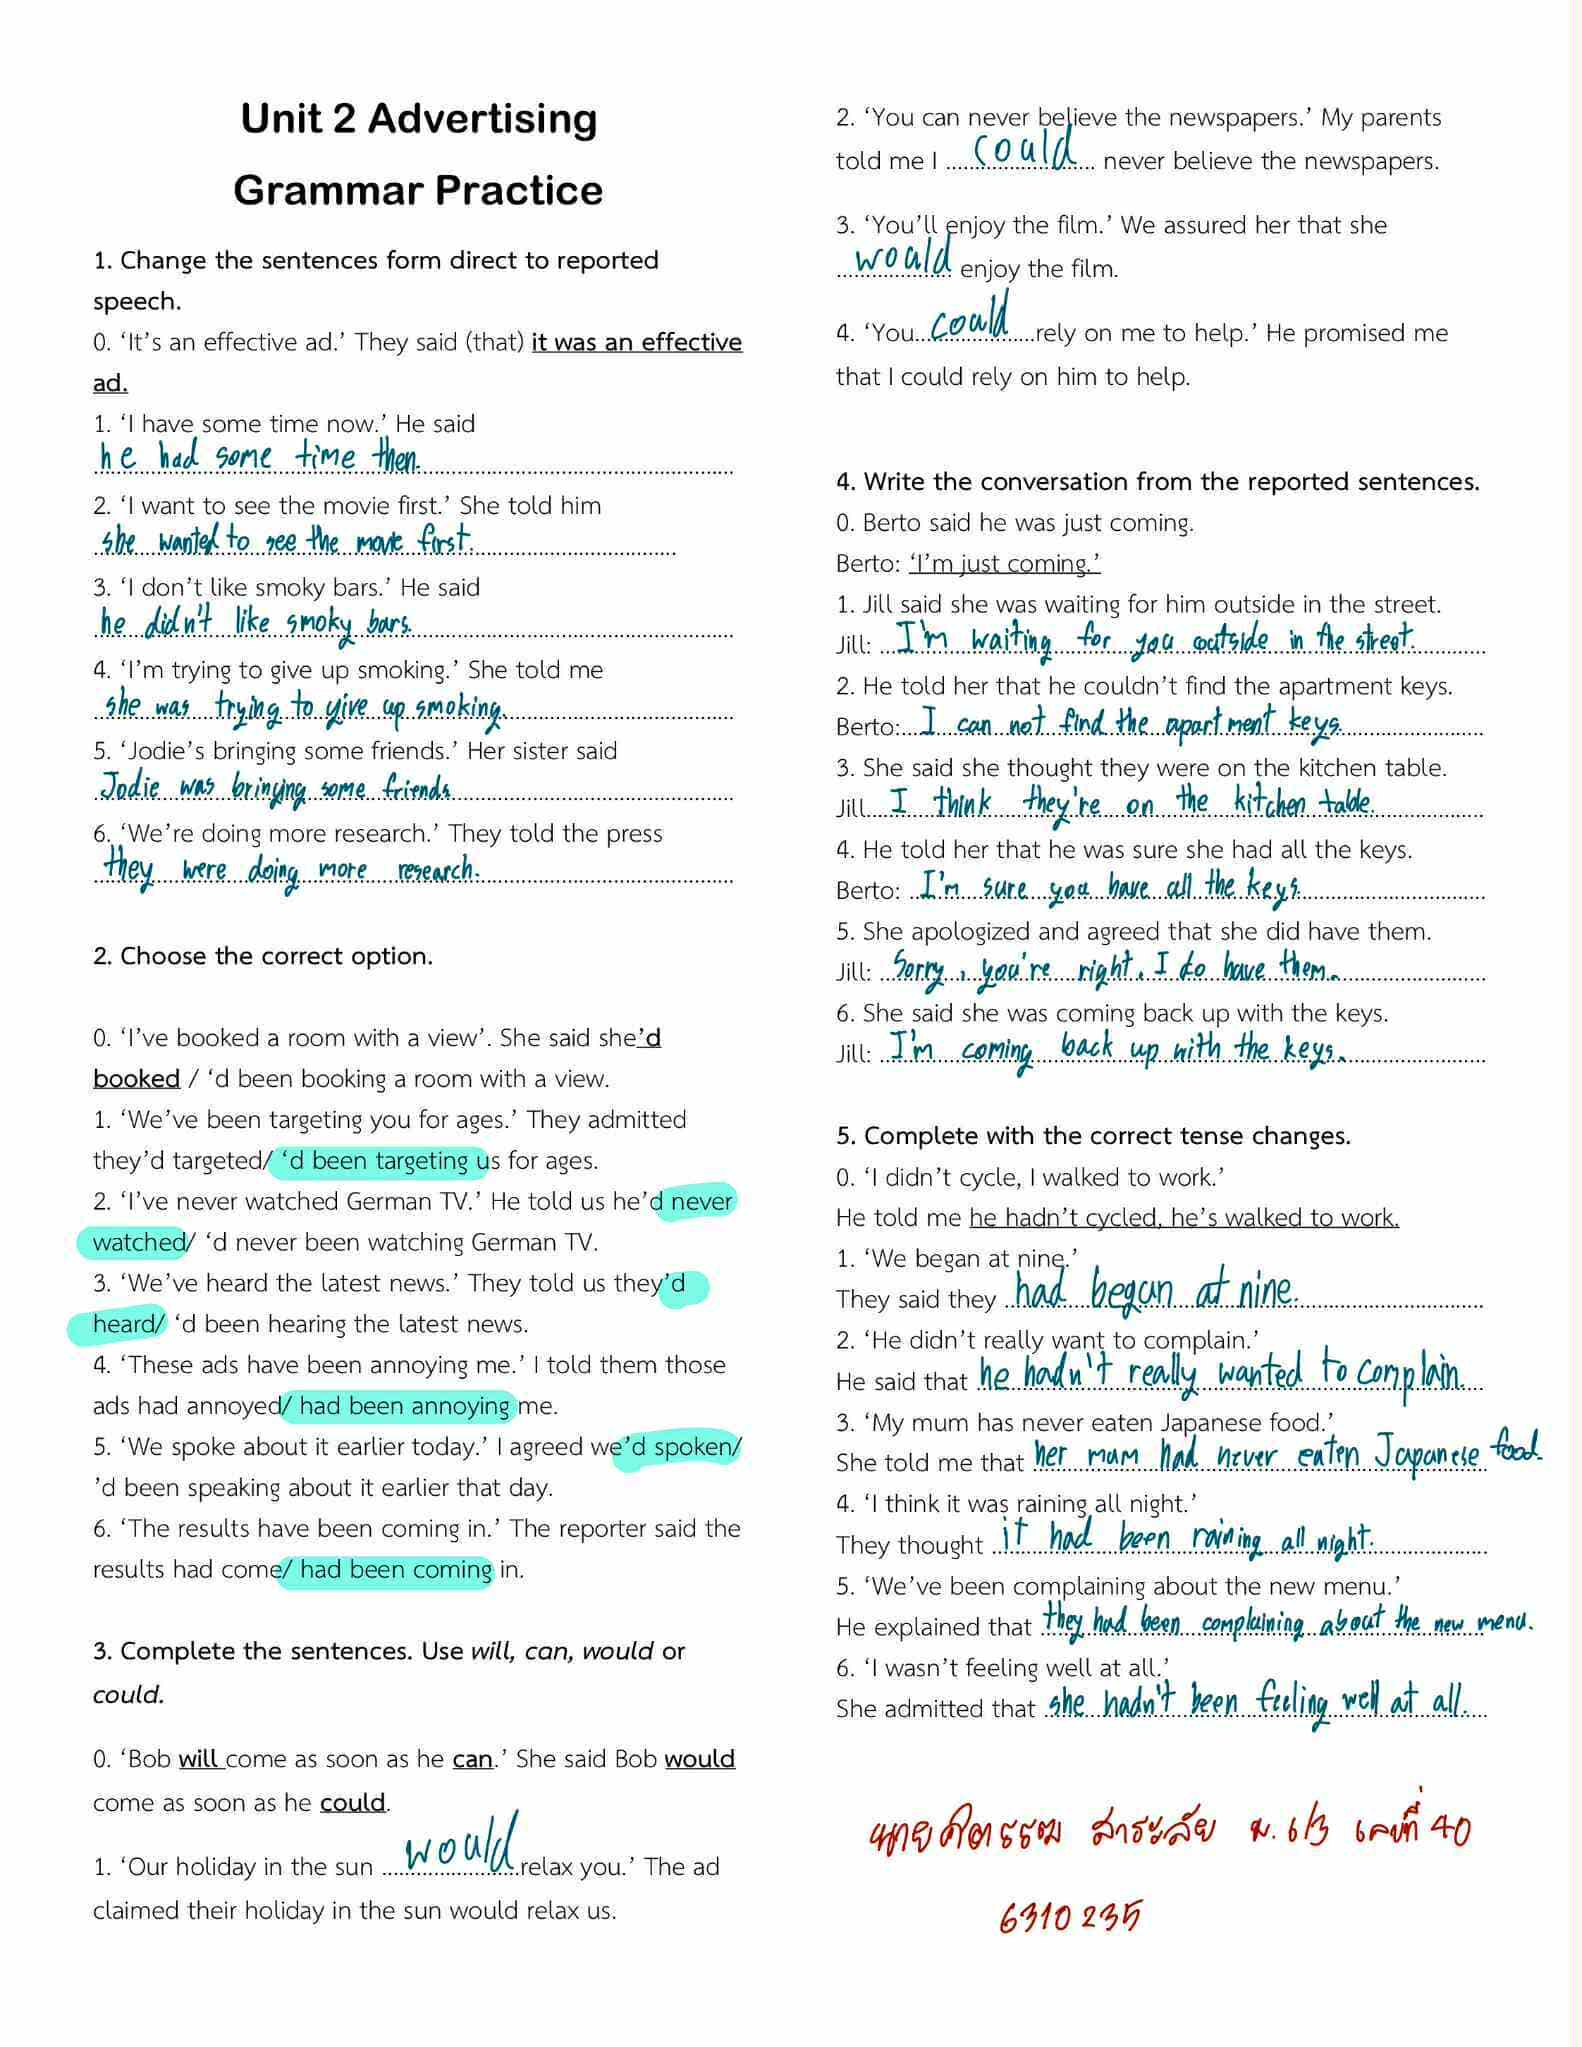 Unit 2 Advertising
Grammar Practice
1. Change the sentences form direct to reported
speech.
0. ‘It’s an effective ad.’ They said (that) it was an effective
ad.
1. ‘I have some time now.’ He said
he had some time then.
2. ‘I want to see the movie first.’ She told him
she wanted to see the movie first.
3. ‘I don’t like smoky bars.’ He said
he didn't like smoky bars.
4. ‘I’m trying to give up smoking.’ She told me
she was trying to give up smoking.
5. ‘Jodie’s bringing some friends.’ Her sister said
Jodie was bringing some friends
6. ‘We’re doing more research.’ They told the press
they were doing more research.
2. Choose the correct option.
0. ‘I’ve booked a room with a view’. She said she’d
booked / ‘d been booking a room with a view.
1. ‘We’ve been targeting you for ages.’ They admitted
they’d targeted/ ‘d been targeting us for ages.
2. ‘I’ve never watched German TV.’ He told us he’d never
watched/ ‘d never been watching German TV.
3. ‘We’ve heard the latest news.’ They told us they’d
heard/ ‘d been hearing the latest news.
4. ‘These ads have been annoying me.’ I told them those
ads had annoyed/ had been annoying me.
5. ‘We spoke about it earlier today.’ I agreed we’d spoken/
’d been speaking about it earlier that day.
6. ‘The results have been coming in.’ The reporter said the
results had come/ had been coming in.
3. Complete the sentences. Use will, can, would or
could.
0. ‘Bob will come as soon as he can.’ She said Bob would
come as soon as he could.
1. ‘Our holiday in the sun would relax you.’ The ad
claimed their holiday in the sun would relax us.
2. ‘You can never believe the newspapers.’ My parents
told me I could never believe the newspapers.
3. ‘You’ll enjoy the film.’ We assured her that she
would enjoy the film.
4. ‘You could rely on me to help.’ He promised me
that I could rely on him to help.
4. Write the conversation from the reported sentences.
0. Berto said he was just coming.
Berto: ‘I’m just coming.’
1. Jill said she was waiting for him outside in the street.
Jill: I'm waiting for you outside in the street.
2. He told her that he couldn’t find the apartment keys.
Berto: I can not find the apartment keys.
3. She said she thought they were on the kitchen table.
Jill I think they're on the kitchen table.
4. He told her that he was sure she had all the keys.
Berto: I'm sure you have all the keys.
5. She apologized and agreed that she did have them.
Jill: Sorry, you're right. I do have them.
6. She said she was coming back up with the keys.
Jill: I'm coming back up with the keys.
5. Complete with the correct tense changes.
0. ‘I didn’t cycle, I walked to work.’
He told me he hadn’t cycled, he’s walked to work.
1. ‘We began at nine.’
They said they had began at nine.
2. ‘He didn’t really want to complain.’
He said that he hadn't really wanted to complain.
3. ‘My mum has never eaten Japanese food.’
She told me that her mum had never eaten Japanese food.
4. ‘I think it was raining all night.’
They thought it had been raining all night.
5. ‘We’ve been complaining about the new menu.’
He explained that they had been complaining about the new menu.
6. ‘I wasn’t feeling well at all.’
She admitted that she hadn't been feeling well at all.
นาย สาระลัย ม. 6/3 เลขที่ 40
6310235